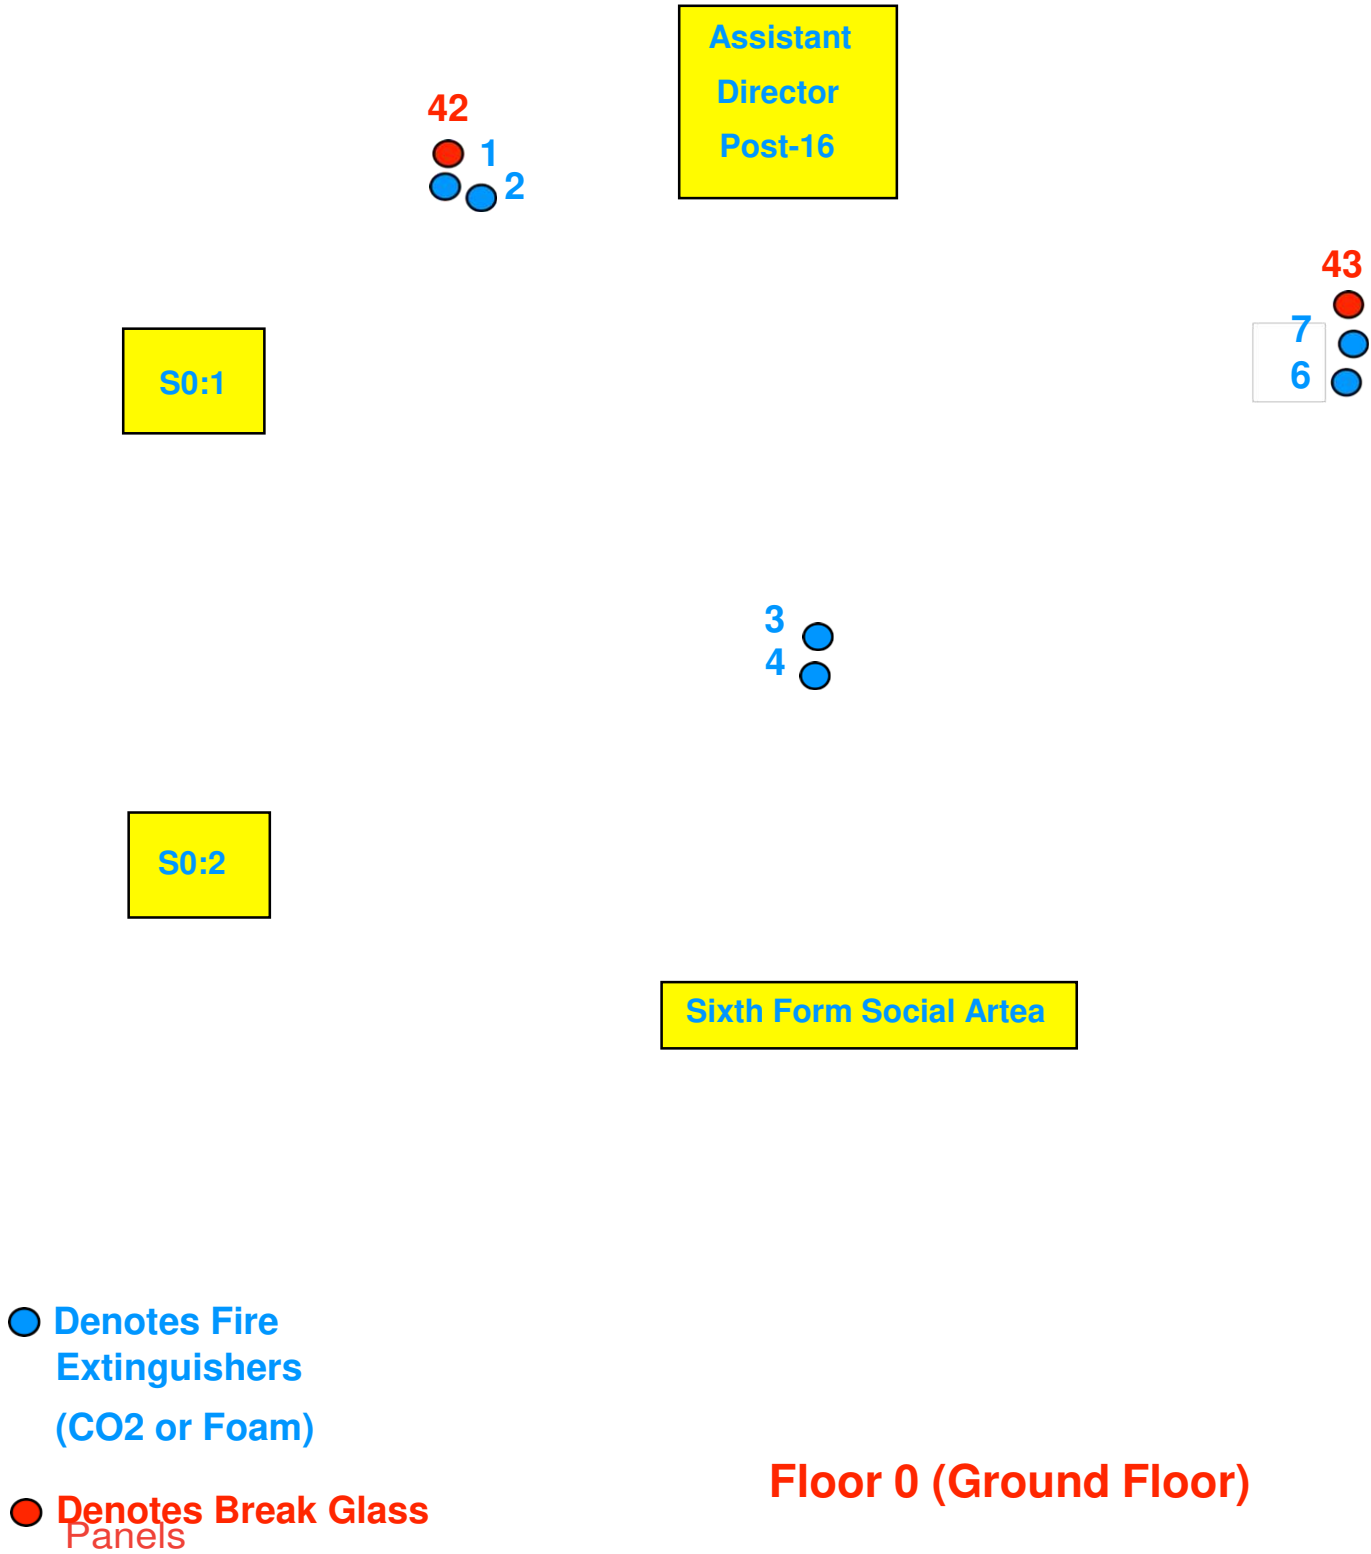 Assistant
Director
Post-16
42
1
2
43
7
6
S0:1
3
4
S0:2
Sixth Form Social Artea
Denotes Fire
Extinguishers
(CO2 or Foam)
Floor 0 (Ground Floor)
Denotes Break Glass
Panels